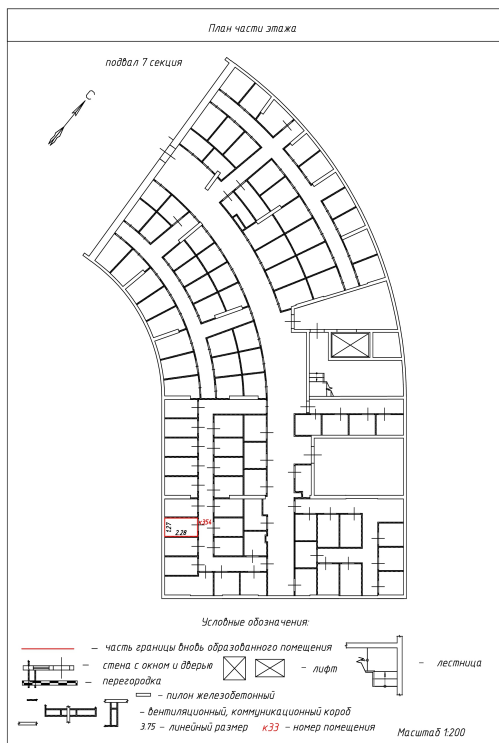 План части этажа
подвал 7 секция
С
1.27
2.28
к354
Условные обозначения:
— часть границы вновь образованного помещения
— стена с окном и дверью
— лифт
— лестница
— перегородка
— пилон железобетонный
— вентиляционный, коммуникационный короб
3.75 — линейный размер
к33 — номер помещения
Масштаб 1:200